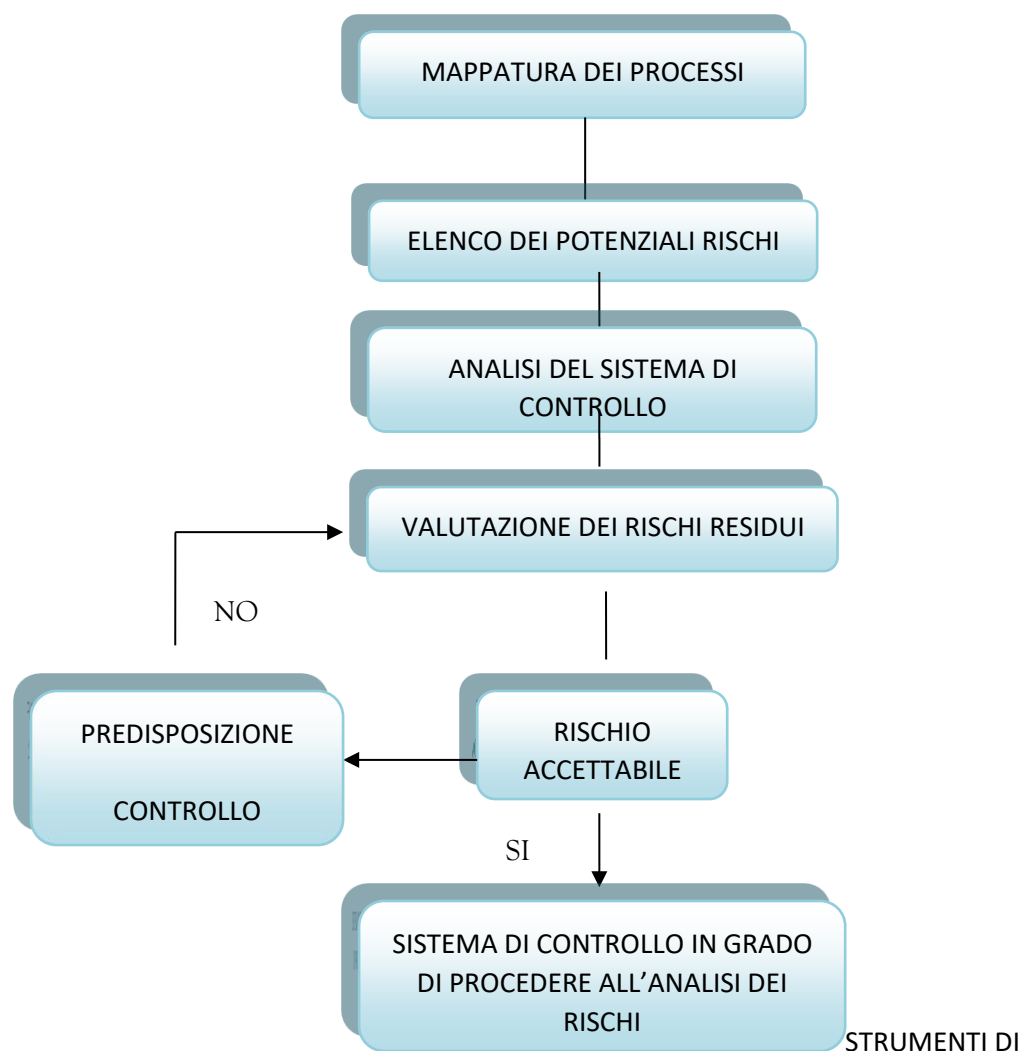 MAPPATURA DEI PROCESSI
ELENCO DEI POTENZIALI RISCHI
ANALISI DEL SISTEMA DI
CONTROLLO
VALUTAZIONE DEI RISCHI RESIDUI
NO
PREDISPOSIZIONE
CONTROLLO
RISCHIO
ACCETTABILE
SI
SISTEMA DI CONTROLLO IN GRADO
DI PROCEDERE ALL’ANALISI DEI
RISCHI
STRUMENTI DI